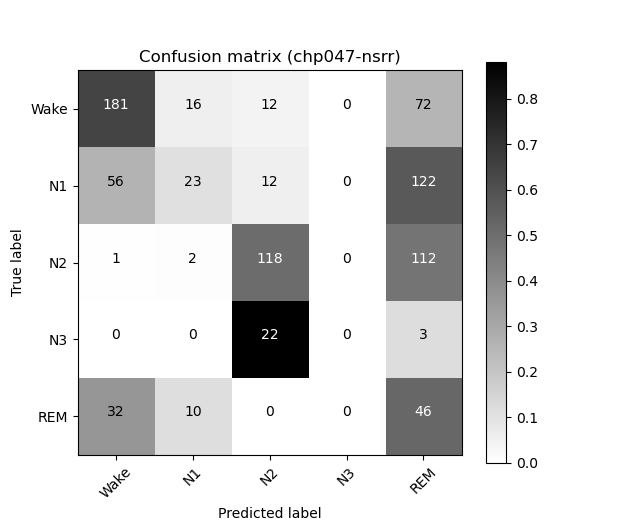 Confusion matrix (chp047-nsrr)
Wake 181 16 12 0 72
N1 56 23 12 0 122
N2 1 2 118 0 112
N3 0 0 22 0 3
REM 32 10 0 0 46
Wake N1 N2 N3 REM
Predicted label
True label
0.8
0.7
0.6
0.5
0.4
0.3
0.2
0.1
0.0